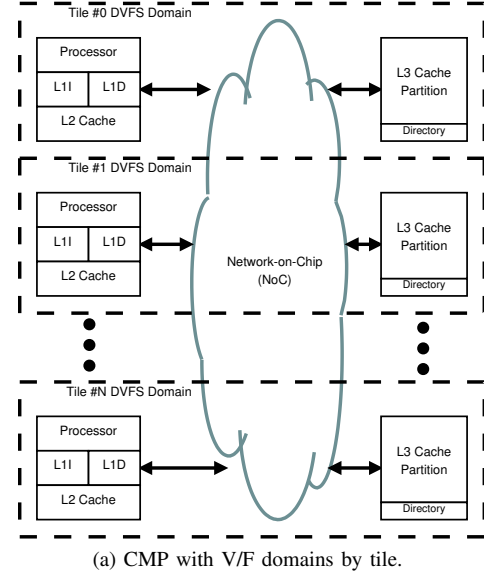 Tile #0 DVFS Domain
Processor
L1I L1D
L2 Cache
L3 Cache
Partition
Directory
Tile #1 DVFS Domain
Processor
L1I L1D
L2 Cache
Network-on-Chip
(NoC)
L3 Cache
Partition
Directory
Tile #N DVFS Domain
Processor
L1I L1D
L2 Cache
L3 Cache
Partition
Directory
(a) CMP with V/F domains by tile.